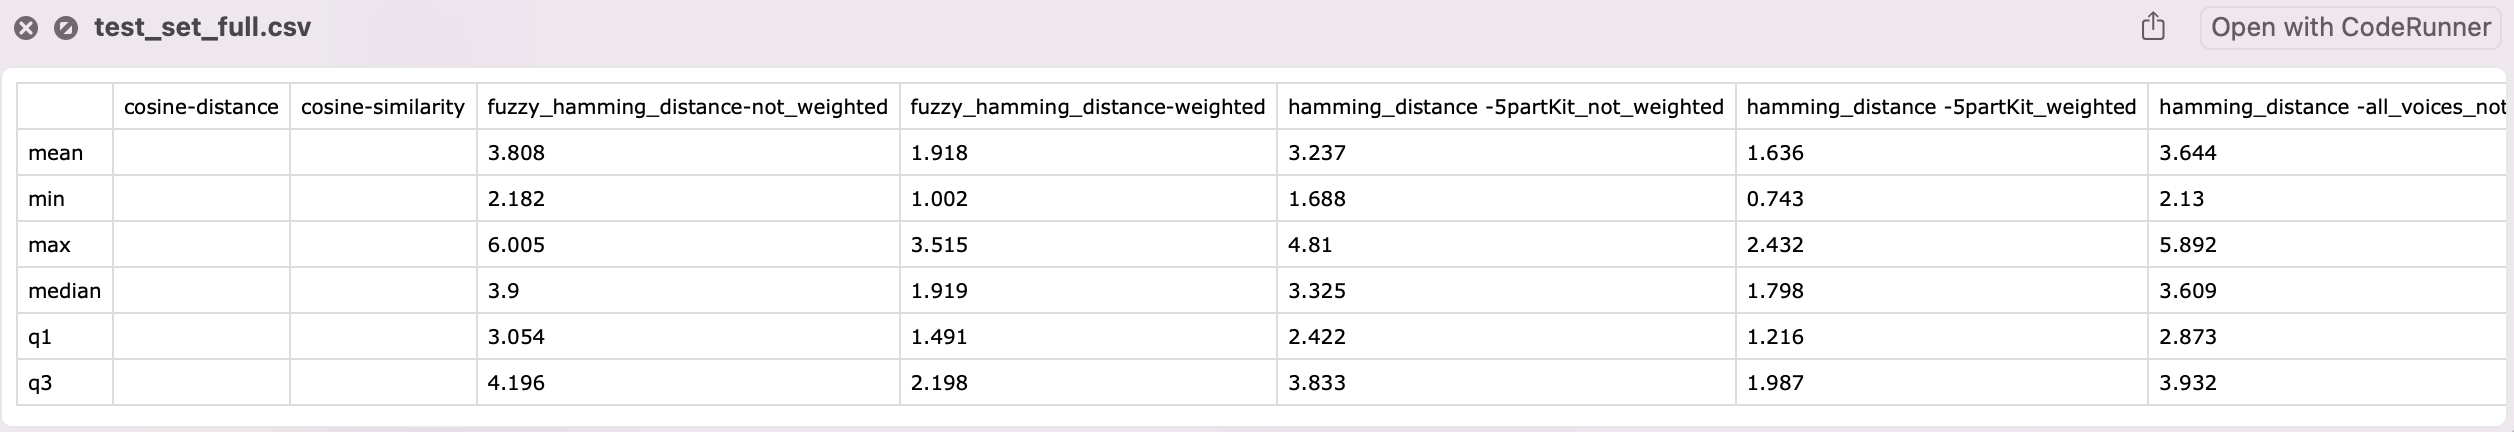 test_set_full.csv Open with CodeRunner
cosine-distance cosine-similarity fuzzy_hamming_distance-not_weighted fuzzy_hamming_distance-weighted hamming_distance -5partKit_not_weighted hamming_distance -5partKit_weighted hamming_distance -all_voices_not
mean 3.808 1.918 3.237 1.636 3.644
min 2.182 1.002 1.688 0.743 2.13
max 6.005 3.515 4.81 2.432 5.892
median 3.9 1.919 3.325 1.798 3.609
q1 3.054 1.491 2.422 1.216 2.873
q3 4.196 2.198 3.833 1.987 3.932